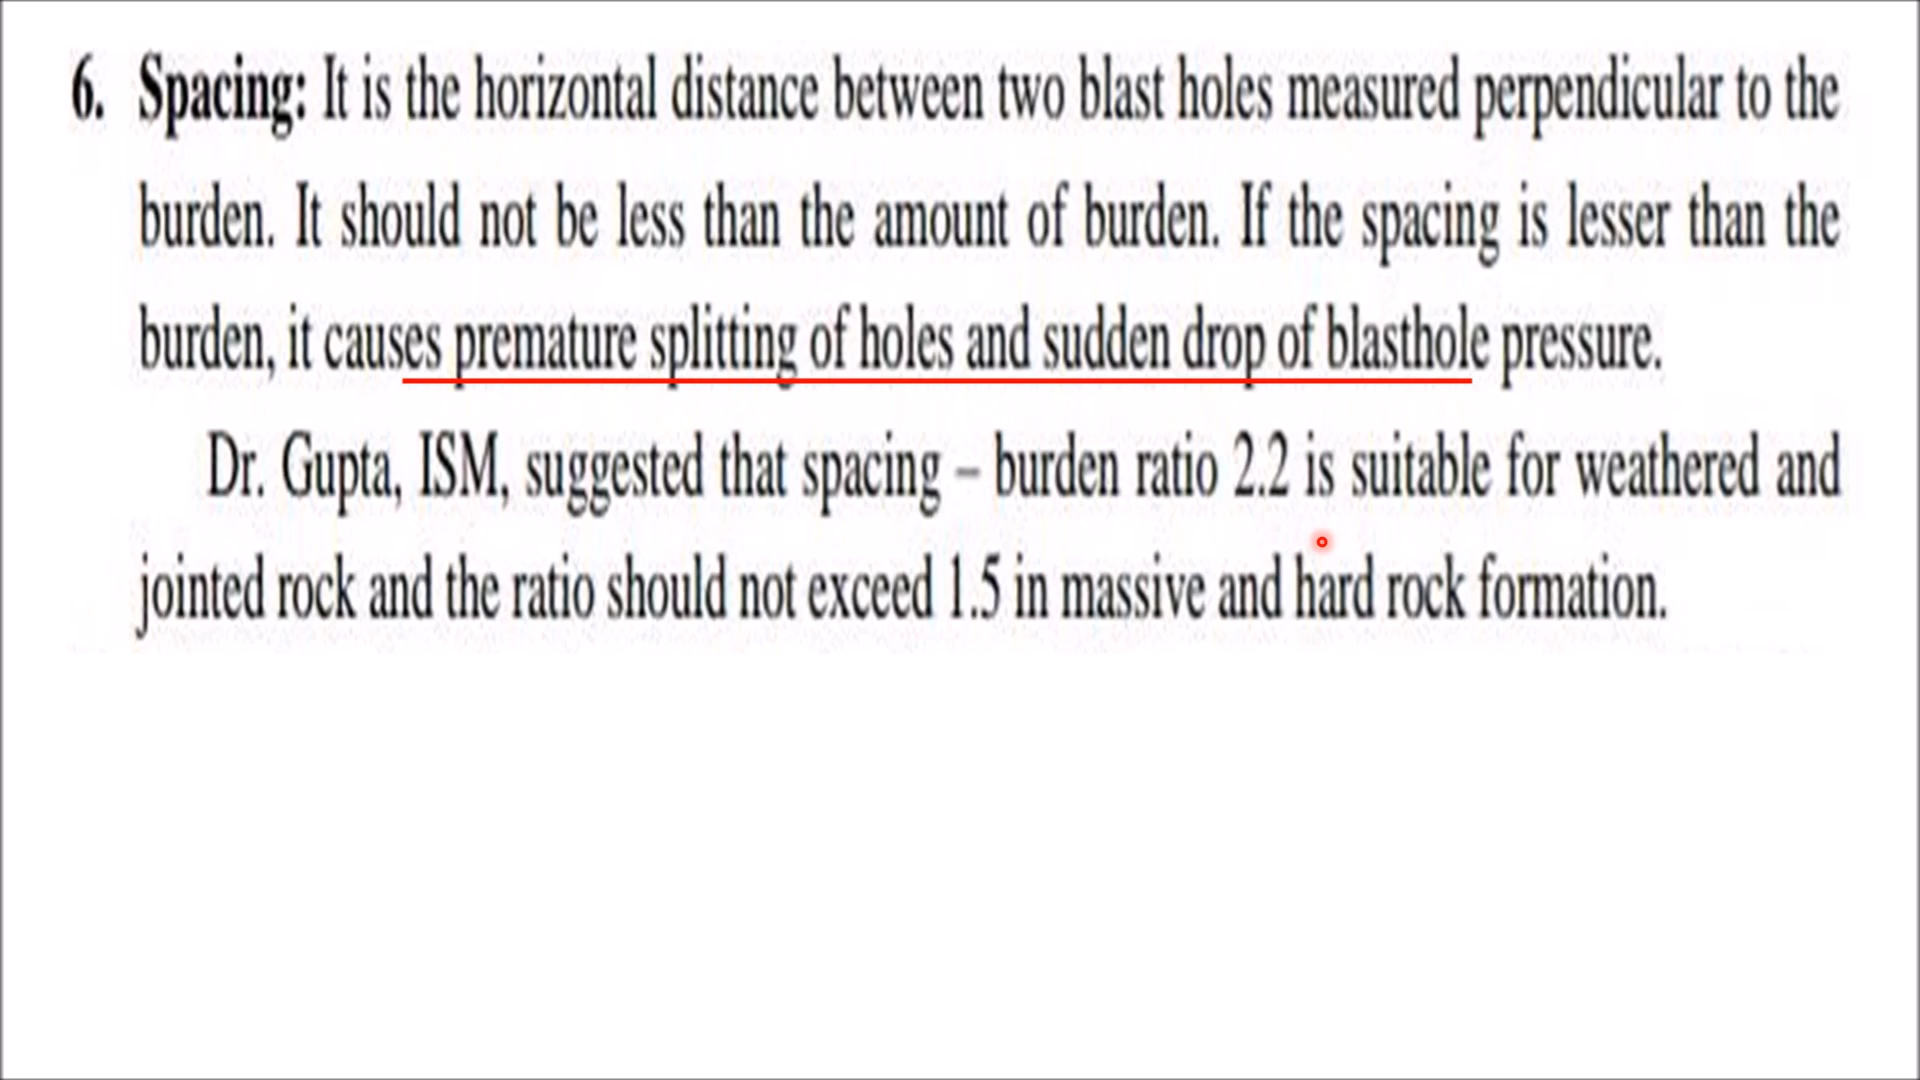 6. Spacing: It is the horizontal distance between two blast holes measured perpendicular to the
burden. It should not be less than the amount of burden. If the spacing is lesser than the
burden, it causes premature splitting of holes and sudden drop of blasthole pressure.
Dr. Gupta, ISM, suggested that spacing – burden ratio 2.2 is suitable for weathered and
jointed rock and the ratio should not exceed 1.5 in massive and hard rock formation.